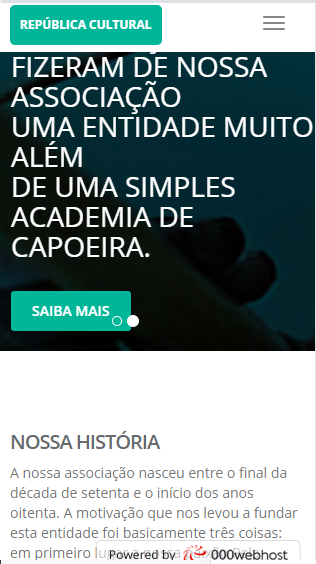 REPÚBLICA CULTURAL
FIZERAM DE NOSSA
ASSOCIAÇÃO
UMA ENTIDADE MUITO
ALÉM
DE UMA SIMPLES
ACADEMIA DE
CAPOEIRA.
SAIBA MAIS
NOSSA HISTÓRIA
A nossa associação nasceu entre o final da
década de setenta e o início dos anos
oitenta. A motivação que nos levou a fundar
esta entidade foi basicamente três coisas:
em primeiro lugar a nossa
Powered by 000webhost